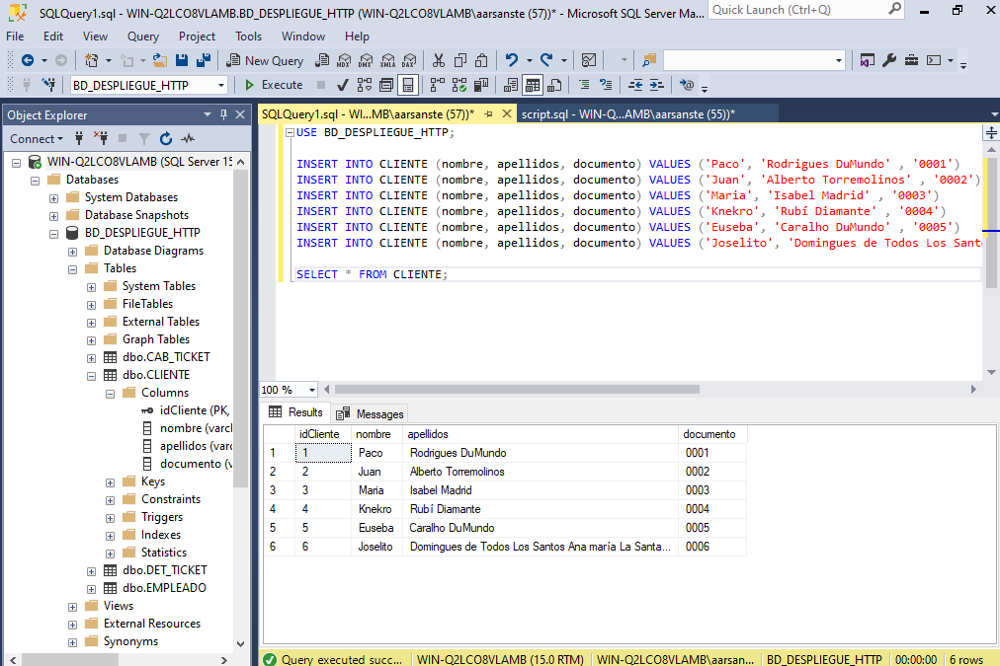 SQLQuery1.sql - WIN-Q2LCO8VLAMB.BD_DESPLIEGUE_HTTP (WIN-Q2LCO8VLAMB\aarsanste (57))* - Microsoft SQL Server Ma...
Quick Launch (Ctrl+Q)
File Edit View Query Project Tools Window Help
New Query MDX DMX XMLA DAX
BD_DESPLIEGUE_HTTP Execute
Object Explorer
Connect
WIN-Q2LCO8VLAMB (SQL Server 15
Databases
System Databases
Database Snapshots
BD_DESPLIEGUE_HTTP
Database Diagrams
Tables
System Tables
FileTables
External Tables
Graph Tables
dbo.CAB_TICKET
dbo.CLIENTE
Columns
idCliente (PK,
nombre (varcl
apellidos (varc
documento (v
Keys
Constraints
Triggers
Indexes
Statistics
dbo.DET_TICKET
dbo.EMPLEADO
Views
External Resources
Synonyms
SQLQuery1.sql - WI...MB\aarsanste (57))*
script.sql - WIN-Q...AMB\aarsanste (55))*
USE BD_DESPLIEGUE_HTTP;
INSERT INTO CLIENTE (nombre, apellidos, documento) VALUES ('Paco', 'Rodrigues DuMundo' , '0001')
INSERT INTO CLIENTE (nombre, apellidos, documento) VALUES ('Juan', 'Alberto Torremolinos' , '0002')
INSERT INTO CLIENTE (nombre, apellidos, documento) VALUES ('Maria', 'Isabel Madrid' , '0003')
INSERT INTO CLIENTE (nombre, apellidos, documento) VALUES ('Knekro', 'Rubí Diamante' , '0004')
INSERT INTO CLIENTE (nombre, apellidos, documento) VALUES ('Euseba', 'Caralho DuMundo' , '0005')
INSERT INTO CLIENTE (nombre, apellidos, documento) VALUES ('Joselito', 'Domingues de Todos Los Sant
SELECT * FROM CLIENTE;
100 %
Results Messages
idCliente nombre apellidos documento
1 1 Paco Rodrigues DuMundo 0001
2 2 Juan Alberto Torremolinos 0002
3 3 Maria Isabel Madrid 0003
4 4 Knekro Rubí Diamante 0004
5 5 Euseba Caralho DuMundo 0005
6 6 Joselito Domingues de Todos Los Santos Ana maría La Santa... 0006
Query executed succ... WIN-Q2LCO8VLAMB (15.0 RTM) WIN-Q2LCO8VLAMB\aarsan... BD_DESPLIEGUE_HTTP 00:00:00 6 rows